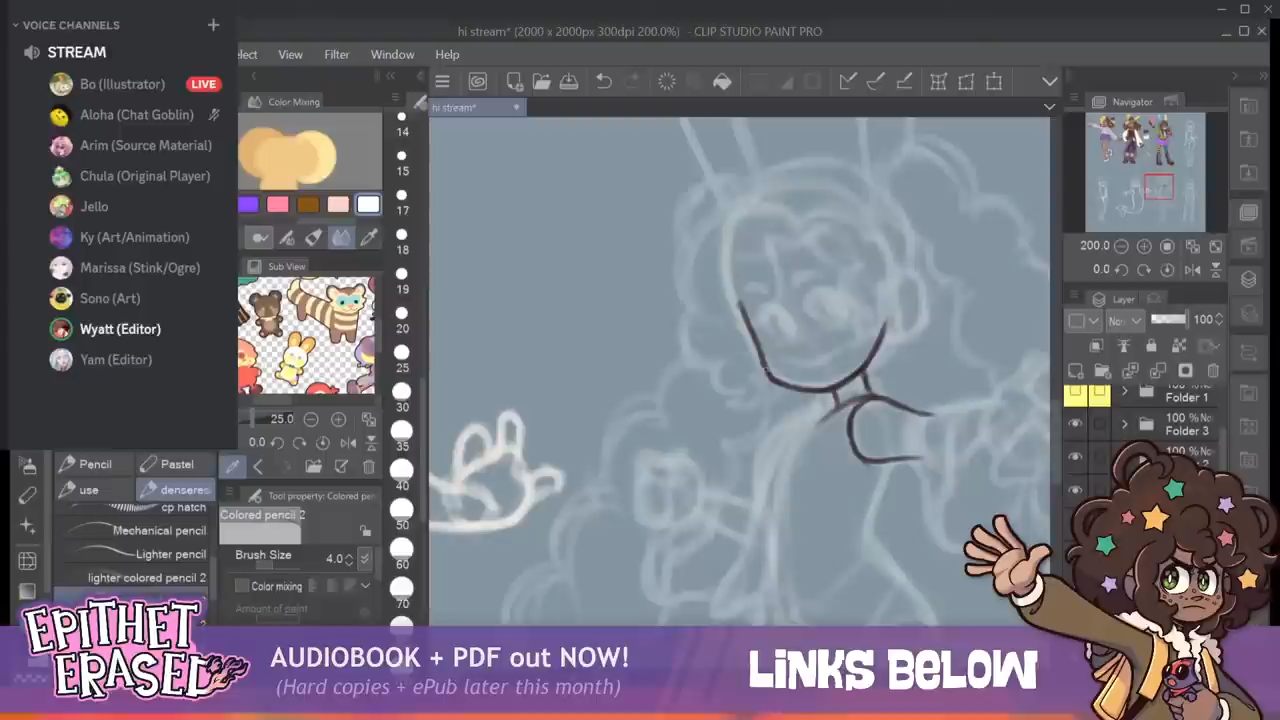 VOICE CHANNELS
STREAM
Bo (Illustrator) LIVE
Aloha (Chat Goblin)
Arim (Source Material)
Chula (Original Player)
Jello
Ky (Art/Animation)
Marissa (Stink/Ogre)
Sono (Art)
Wyatt (Editor)
Yam (Editor)
hi stream* (2000 x 2000px 300dpi 200.0%) - CLIP STUDIO PAINT PRO
elect View Filter Window Help
Color Mixing
hi stream*
Navigator
14
15
17
18
19
20
25
30
35
40
50
60
70
Sub View
25.0
0.0
200.0
0.0
Layer
Nor
100
100 % No
Folder 1
100 % No
Folder 3
Pencil
Pastel
use
denseres
cp hatch
Mechanical pencil
Lighter pencil
lighter colored pencil 2
Tool property: Colored pen
Colored pencil 2
Brush Size
4.0
Color mixing
Amount of paint
EPITHET
ERASED
AUDIOBOOK + PDF out NOW!
(Hard copies + ePub later this month)
LINKS BELOW